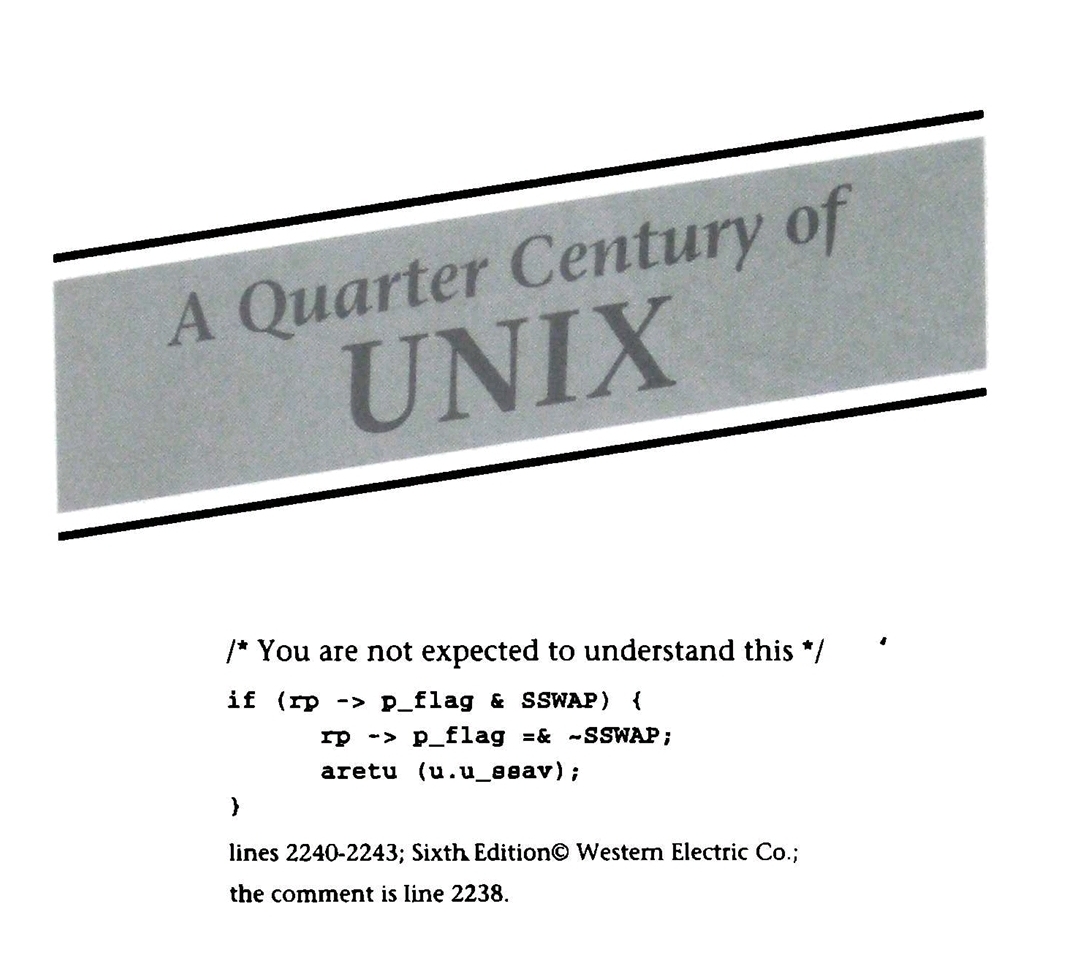 A Quarter Century of
UNIX
/* You are not expected to understand this */
if (rp -> p_flag & SSWAP) {
rp -> p_flag =& ~SSWAP;
aretu (u.u_ssav);
}
lines 2240-2243; Sixth Edition© Western Electric Co.;
the comment is line 2238.